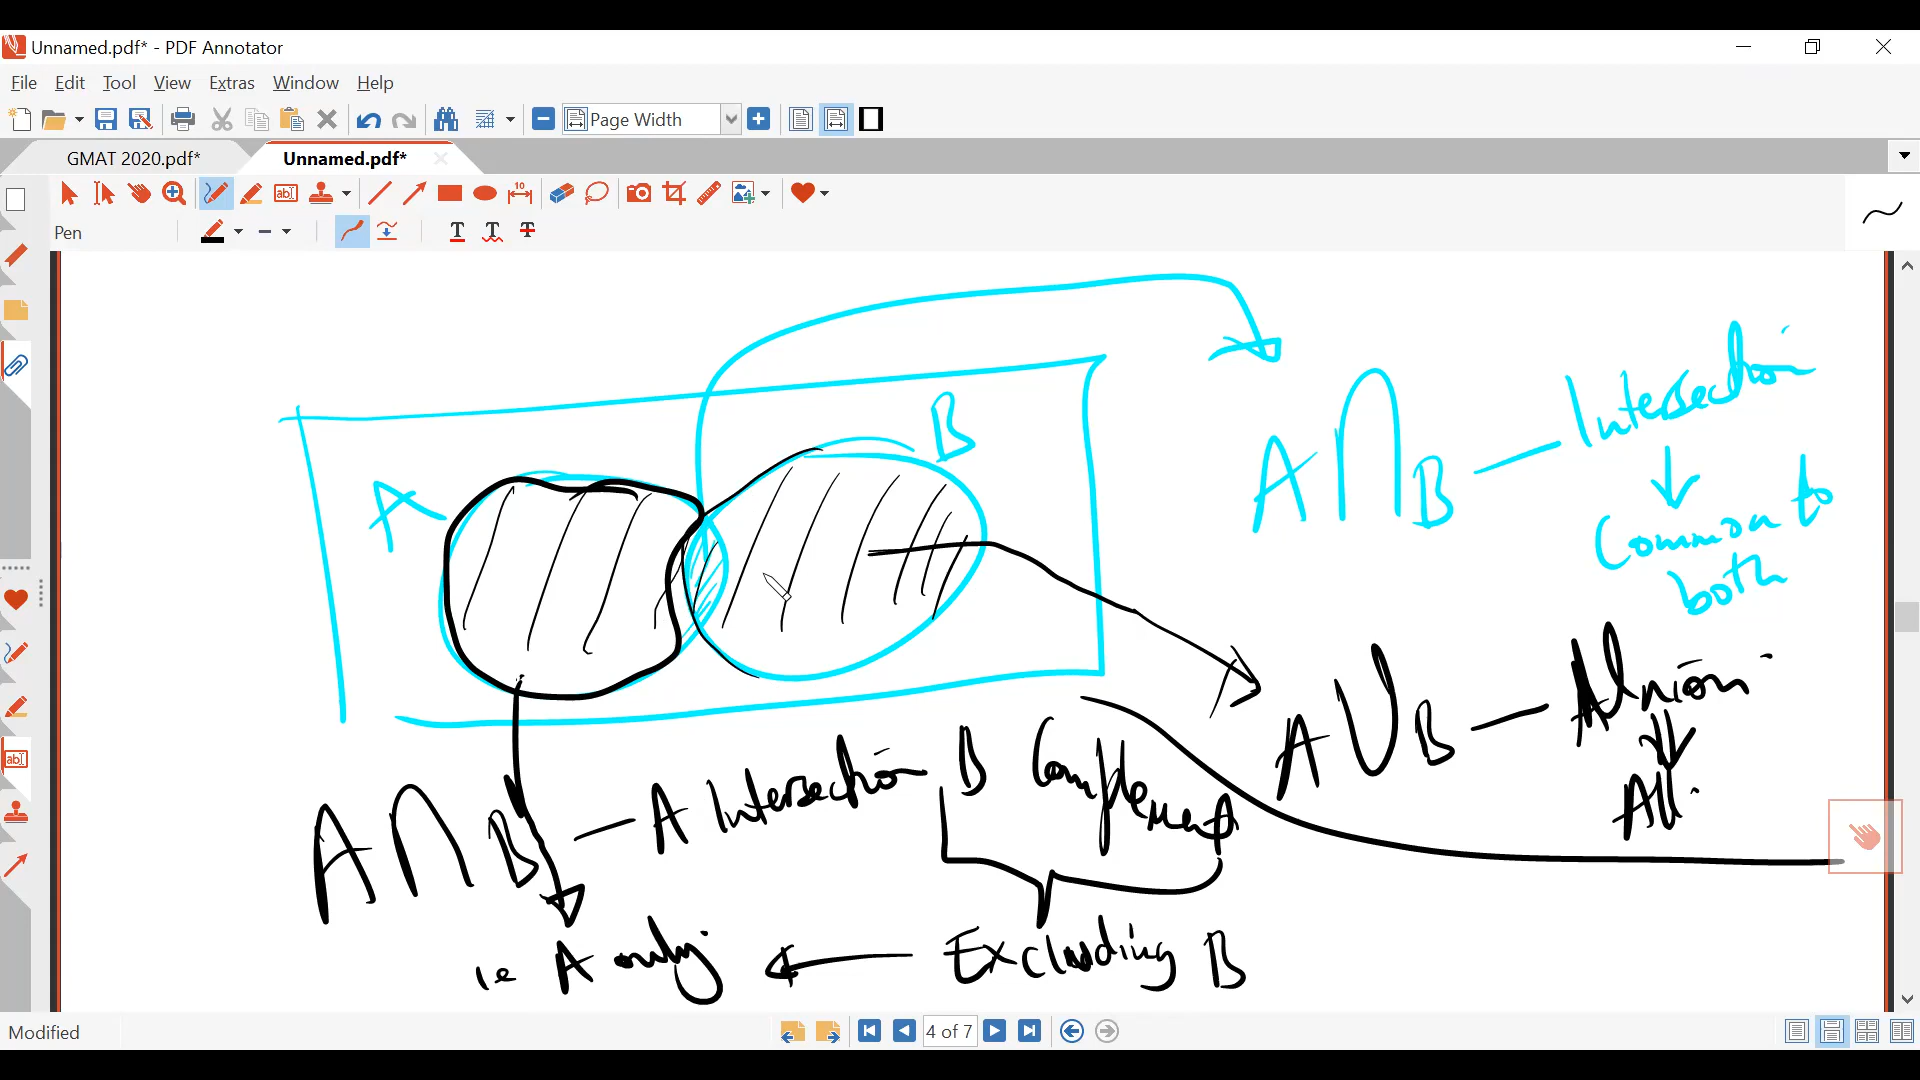 Unnamed.pdf* - PDF Annotator
File Edit Tool View Extras Window Help
Page Width
GMAT 2020.pdf*
Unnamed.pdf*
Pen
A
B
A∩B — Intersection
Common to
both
A∪B — Union
All
A∩B — A Intersection B Complement
Excluding B
ie A only
Modified
4 of 7